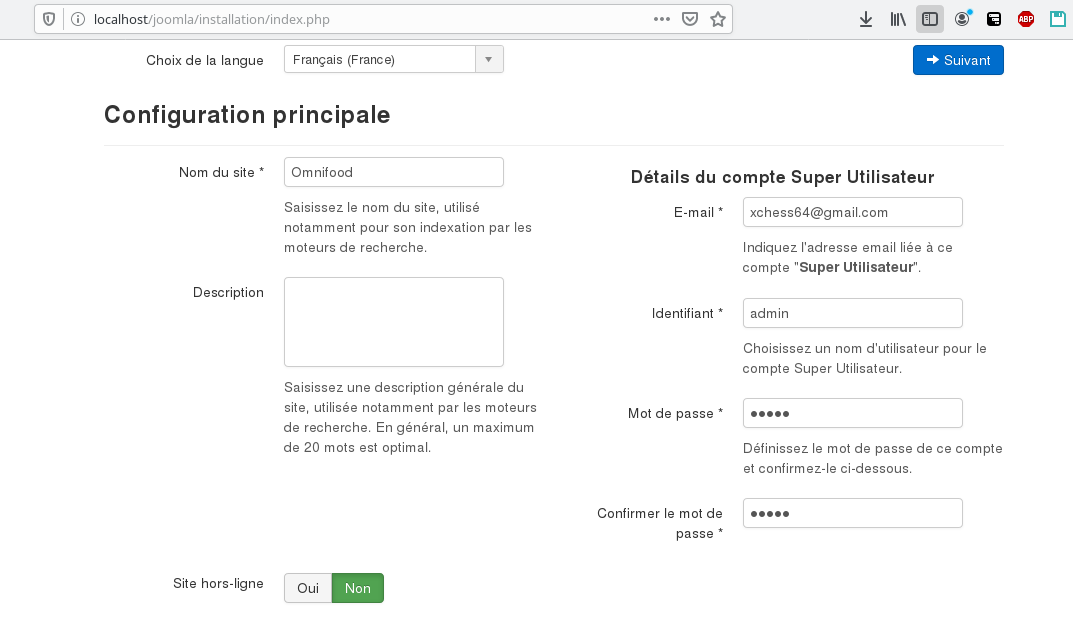 localhost/joomla/installation/index.php
ABP
Choix de la langue
Français (France)
Suivant
Configuration principale
Nom du site *
Omnifood
Saisissez le nom du site, utilisé
notamment pour son indexation par les
moteurs de recherche.
Description
Saisissez une description générale du
site, utilisée notamment par les moteurs
de recherche. En général, un maximum
de 20 mots est optimal.
Détails du compte Super Utilisateur
E-mail *
xchess64@gmail.com
Indiquez l'adresse email liée à ce
compte "Super Utilisateur".
Identifiant *
admin
Choisissez un nom d'utilisateur pour le
compte Super Utilisateur.
Mot de passe *
●●●●●
Définissez le mot de passe de ce compte
et confirmez-le ci-dessous.
Confirmer le mot de
passe *
●●●●●
Site hors-ligne
Oui
Non